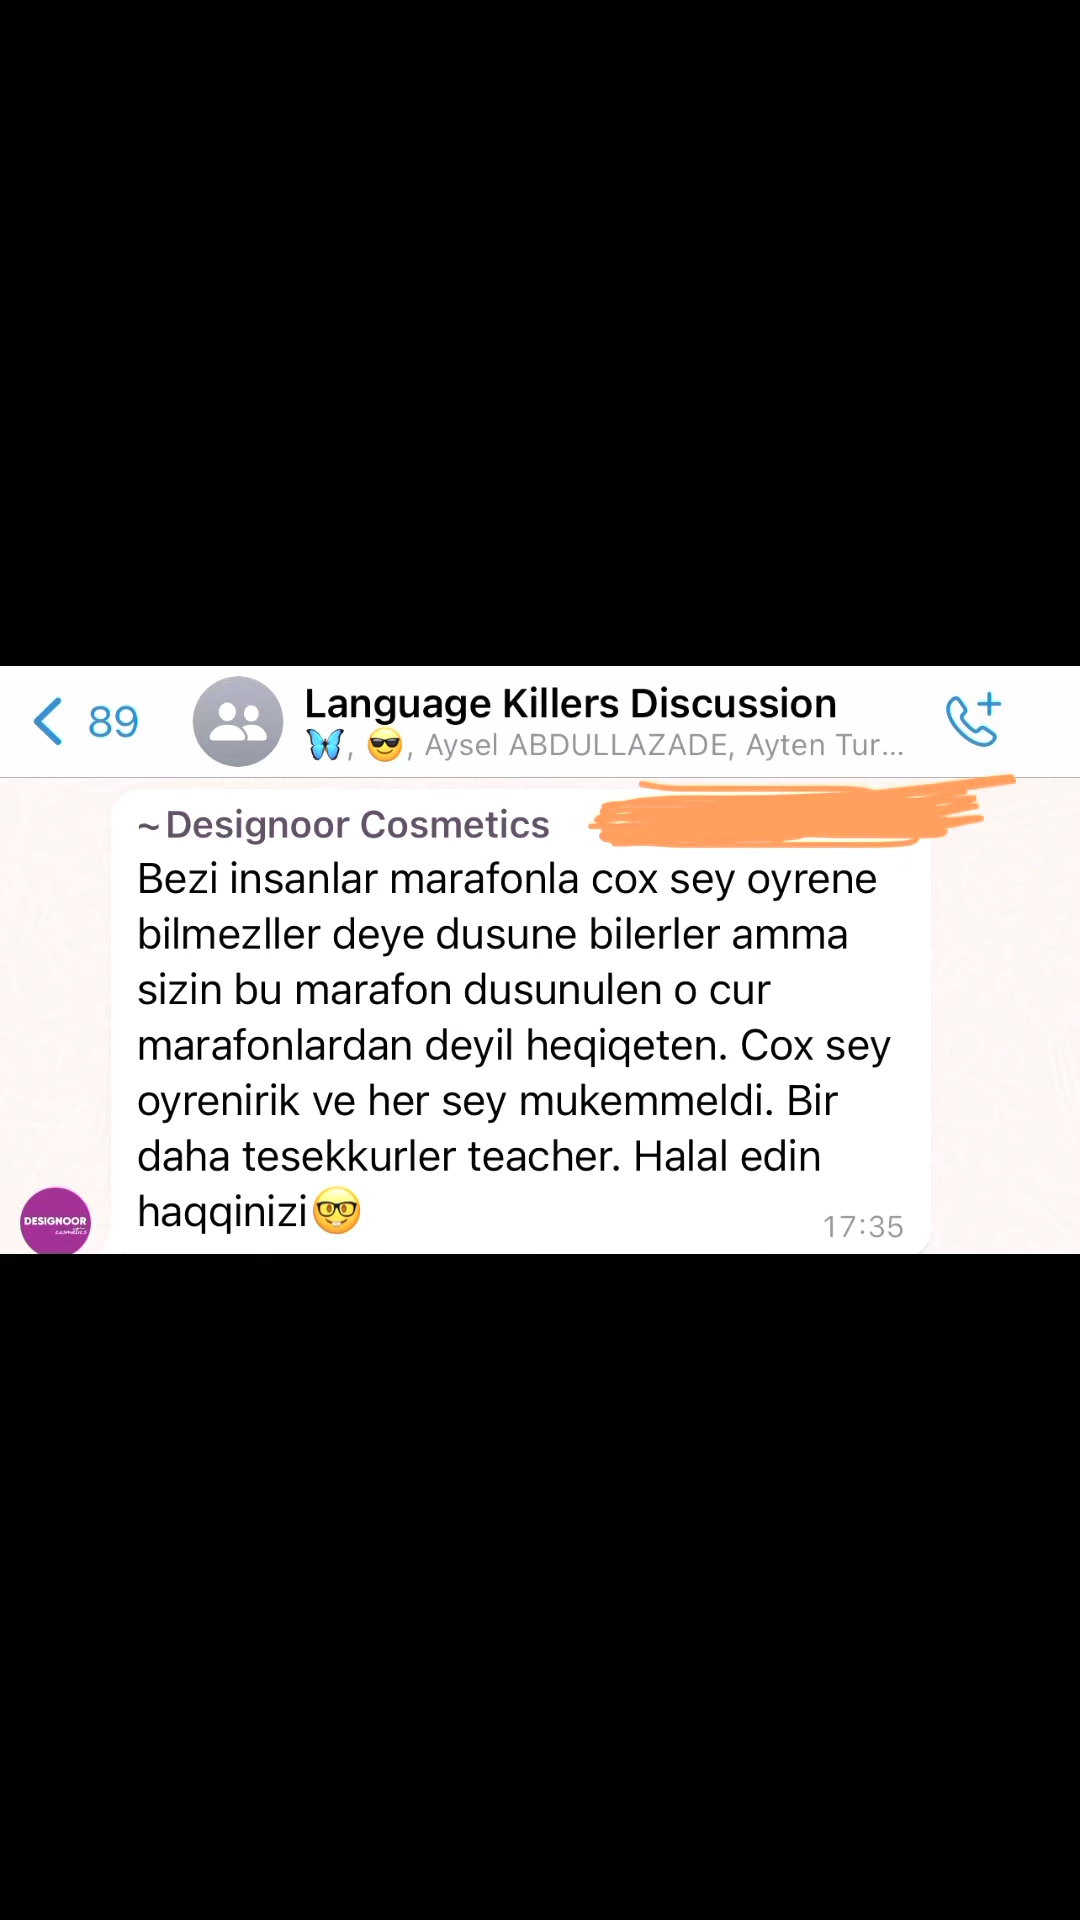 89
Language Killers Discussion
🦋, 😎, Aysel ABDULLAZADE, Ayten Tur...
~Designoor Cosmetics
Bezi insanlar marafonla cox sey oyrene
bilmezller deye dusune bilerler amma
sizin bu marafon dusunulen o cur
marafonlardan deyil heqiqeten. Cox sey
oyrenirik ve her sey mukemmeldi. Bir
daha tesekkurler teacher. Halal edin
haqqinizi🤓
17:35
DESIGNOOR
cosmetics